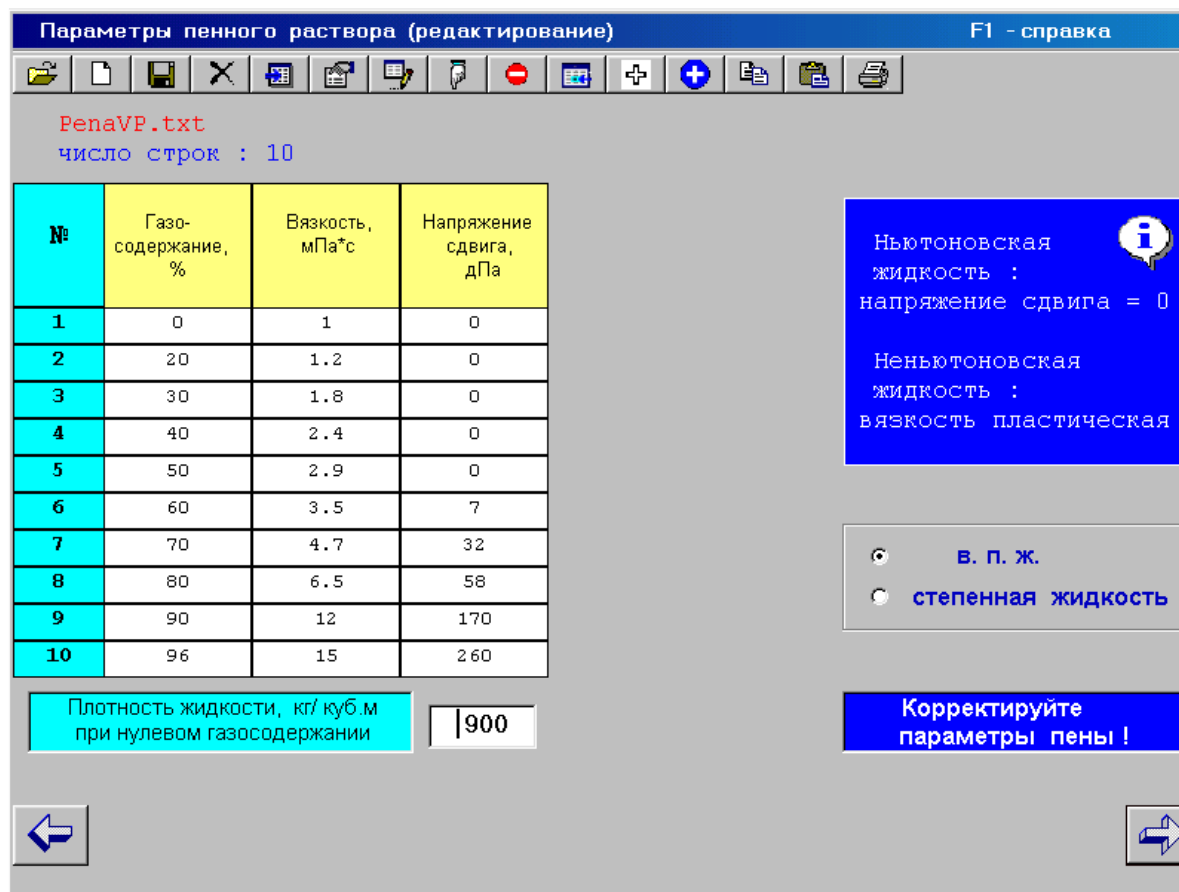 Параметры пенного раствора (редактирование) F1 - справка
PenaVP.txt
число строк : 10
№
Газо-
содержание,
%
Вязкость,
мПа*с
Напряжение
сдвига,
дПа
1 0 1 0
2 20 1.2 0
3 30 1.8 0
4 40 2.4 0
5 50 2.9 0
6 60 3.5 7
7 70 4.7 32
8 80 6.5 58
9 90 12 170
10 96 15 260
Плотность жидкости, кг/ куб.м
при нулевом газосодержании
900
Ньютоновская
жидкость :
напряжение сдвига = 0
Неньютоновская
жидкость :
вязкость пластическая
в. п. ж.
степенная жидкость
Корректируйте
параметры пены !